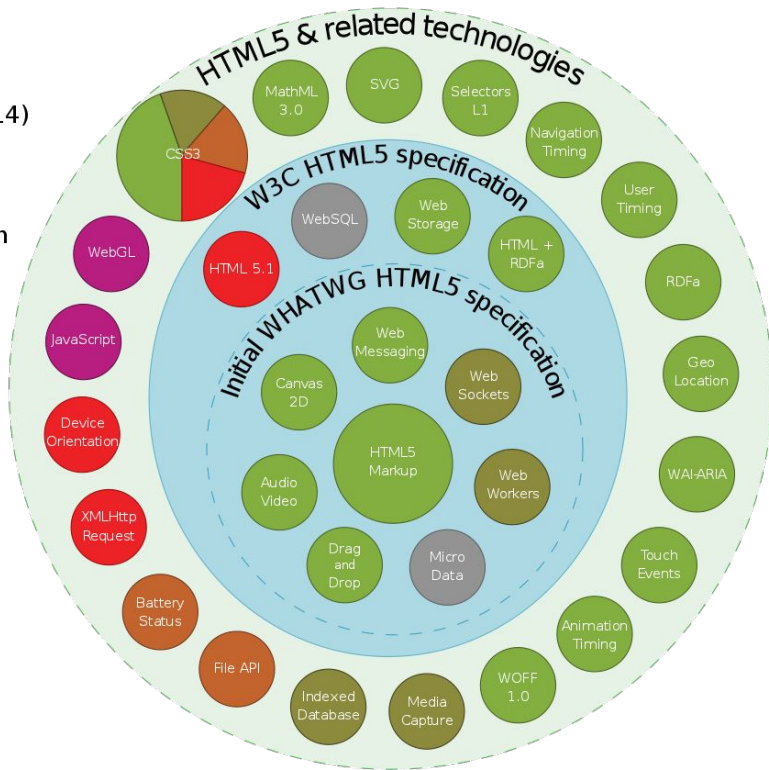 HTML5 & related technologies
.4)
n
MathML
3.0
SVG
Selectors
L1
Navigation
Timing
CSS3
User
Timing
W3C HTML5 specification
WebSQL
Web
Storage
HTML +
RDFa
WebGL
HTML 5.1
RDFa
Initial WHATWG HTML5 specification
JavaScript
Web
Messaging
Geo
Location
Canvas
2D
Web
Sockets
Device
Orientation
HTML5
Markup
WAI-ARIA
Audio
Video
Web
Workers
XMLHttp
Request
Drag
and
Drop
Micro
Data
Touch
Events
Battery
Status
Animation
Timing
File API
WOFF
1.0
Indexed
Database
Media
Capture